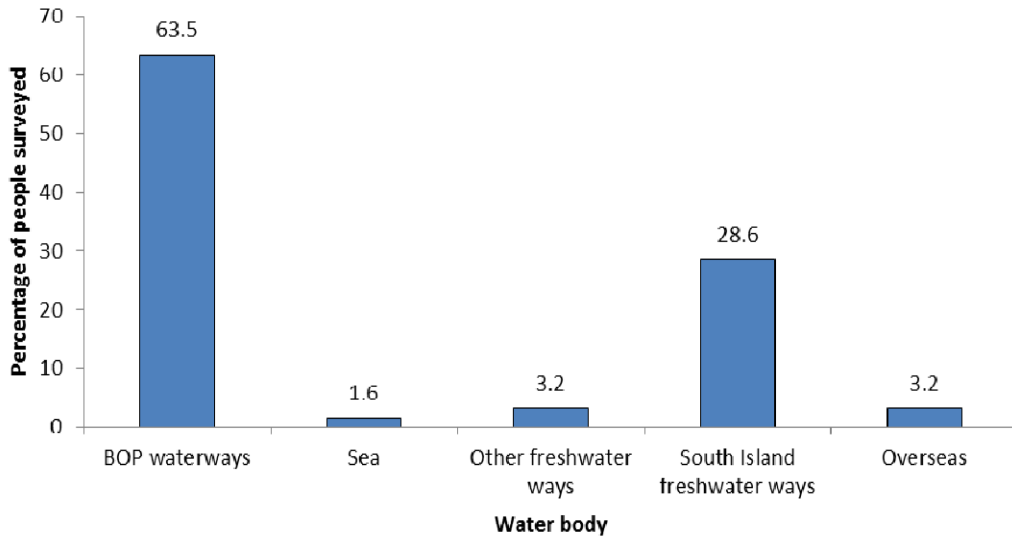 70
60
50
40
30
20
10
0
Percentage of people surveyed
63.5
1.6
3.2
28.6
3.2
BOP waterways
Sea
Other freshwater
ways
South Island
freshwater ways
Overseas
Water body